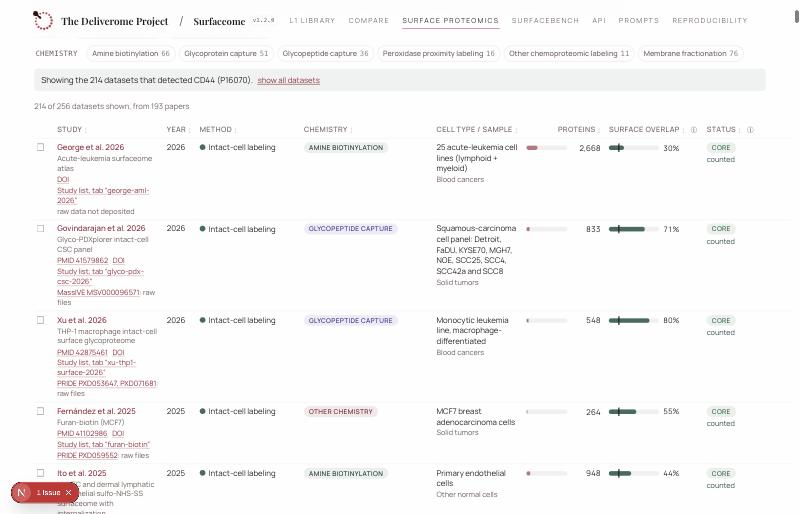 The Deliverome Project / Surfaceome v1.2.0 L1 LIBRARY COMPARE SURFACE PROTEOMICS SURFACEBENCH API PROMPTS REPRODUCIBILITY
CHEMISTRY Amine biotinylation 66 Glycoprotein capture 51 Glycopeptide capture 36 Peroxidase proximity labeling 16 Other chemoproteomic labeling 11 Membrane fractionation 76
Showing the 214 datasets that detected CD44 (P16070). show all datasets
214 of 256 datasets shown, from 193 papers
STUDY YEAR METHOD CHEMISTRY CELL TYPE / SAMPLE PROTEINS SURFACE OVERLAP STATUS
George et al. 2026 2026 Intact-cell labeling AMINE BIOTINYLATION 25 acute-leukemia cell 2,668 30% CORE
Acute-leukemia surfaceome lines (lymphoid + counted
atlas myeloid)
DOI Blood cancers
Study list, tab "george-aml-
2026"
raw data not deposited
Govindarajan et al. 2026 2026 Intact-cell labeling GLYCOPEPTIDE CAPTURE Squamous-carcinoma 833 71% CORE
Glyco-PDXplorer intact-cell cell panel: Detroit, counted
CSC panel FaDU, KYSE70, MGH7,
PMID 41579862 DOI NOE, SCC25, SCC4,
Study list, tab "glyco-pdx- SCC42a and SCC8
csc-2026" Solid tumors
MassIVE MSV000096571; raw
files
Xu et al. 2026 2026 Intact-cell labeling GLYCOPEPTIDE CAPTURE Monocytic leukemia 548 80% CORE
THP-1 macrophage intact-cell line, macrophage- counted
surface glycoproteome differentiated
PMID 42875461 DOI Blood cancers
Study list, tab "xu-thp1-
surface-2026"
PRIDE PXD053647, PXD071681;
raw files
Fernández et al. 2025 2025 Intact-cell labeling OTHER CHEMISTRY MCF7 breast 264 55% CORE
Furan-biotin (MCF7) adenocarcinoma cells counted
PMID 41102986 DOI Solid tumors
Study list, tab "furan-biotin"
PRIDE PXD059552; raw files
Ito et al. 2025 2025 Intact-cell labeling AMINE BIOTINYLATION Primary endothelial 948 44% CORE
and dermal lymphatic cells counted
sulfo-NHS-SS Other normal cells
surfaceome with
internalization
N 1 Issue ×